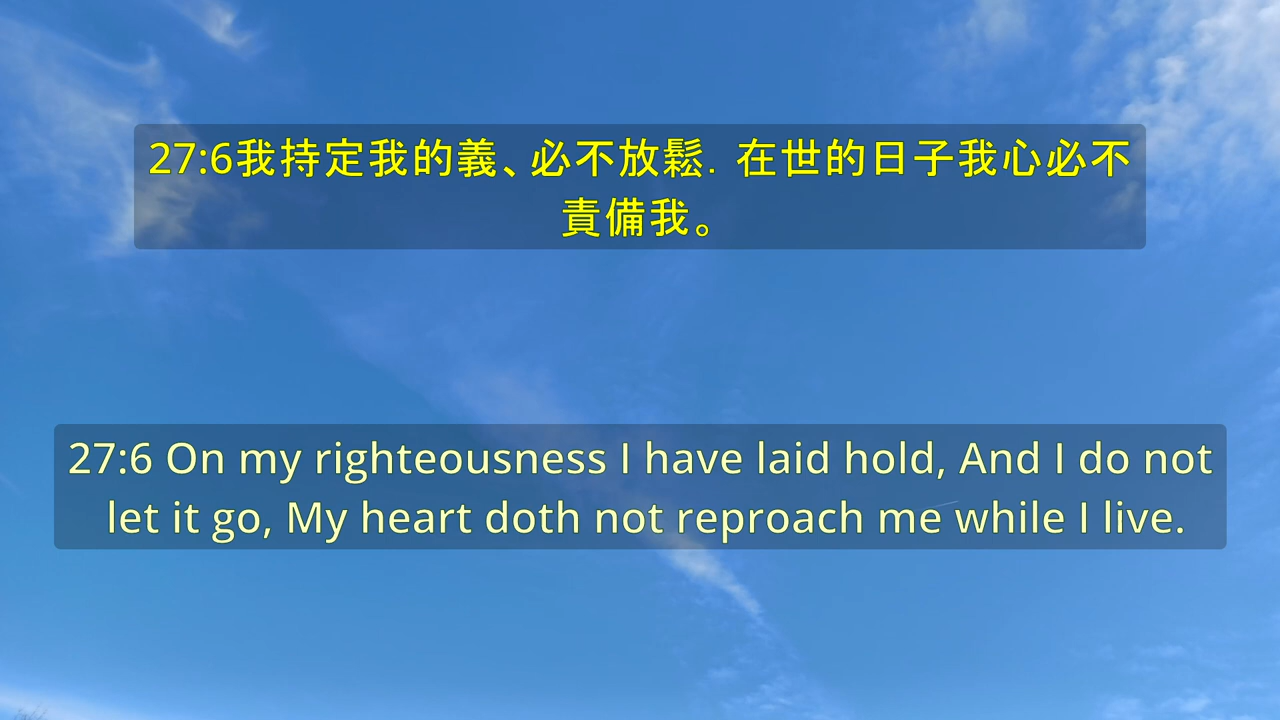 27:6我持定我的義、必不放鬆．在世的日子我心必不
責備我。
27:6 On my righteousness I have laid hold, And I do not
let it go, My heart doth not reproach me while I live.